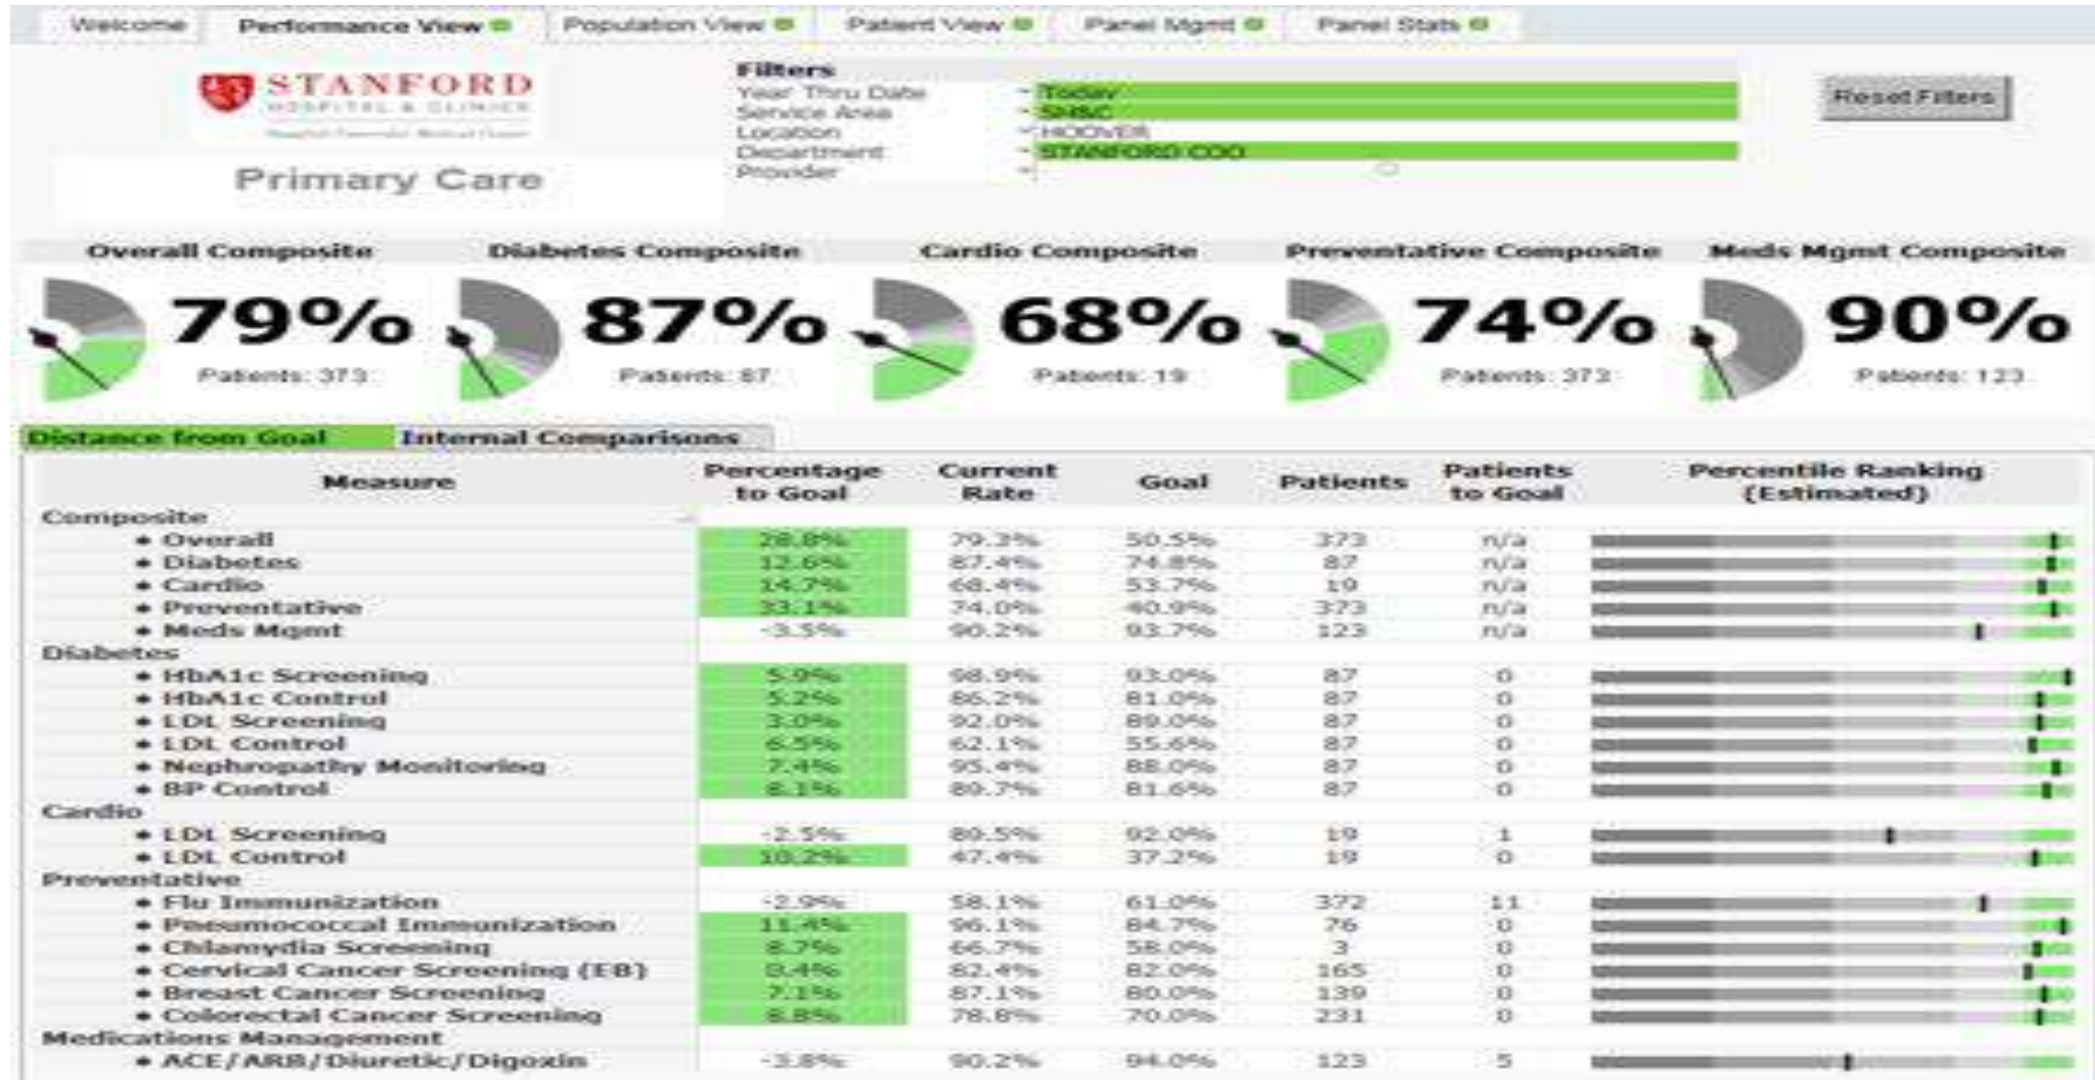 Welcome Performance View Population View Patient View Panel Mgmt Panel Stats
STANFORD
HOSPITAL & CLINICS
Primary Care
Filters
Year Thru Date Today
Service Area SH&C
Location HOOVER
Department STANFORD COO
Provider
Reset Filters
Overall Composite Diabetes Composite Cardio Composite Preventative Composite Meds Mgmt Composite
79% 87% 68% 74% 90%
Patients: 373 Patients: 87 Patients: 19 Patients: 373 Patients: 123
Distance from Goal Internal Comparisons
Measure Percentage to Goal Current Rate Goal Patients Patients to Goal Percentile Ranking (Estimated)
Composite
Overall 28.8% 79.3% 50.5% 373 n/a
Diabetes 12.6% 87.4% 74.8% 87 n/a
Cardio 14.7% 68.4% 53.7% 19 n/a
Preventative 33.1% 74.0% 40.9% 373 n/a
Meds Mgmt -3.5% 90.2% 93.7% 123 n/a
Diabetes
HbA1c Screening 5.9% 98.9% 93.0% 87 0
HbA1c Control 5.2% 86.2% 81.0% 87 0
LDL Screening 3.0% 92.0% 89.0% 87 0
LDL Control 6.5% 62.1% 55.6% 87 0
Nephropathy Monitoring 7.4% 95.4% 88.0% 87 0
BP Control 8.1% 89.7% 81.6% 87 0
Cardio
LDL Screening -2.5% 89.5% 92.0% 19 1
LDL Control 10.2% 47.4% 37.2% 19 0
Preventative
Flu Immunization -2.9% 58.1% 61.0% 372 11
Pneumococcal Immunization 11.4% 96.1% 84.7% 76 0
Chlamydia Screening 8.7% 66.7% 58.0% 3 0
Cervical Cancer Screening (EB) 0.4% 82.4% 82.0% 165 0
Breast Cancer Screening 7.1% 87.1% 80.0% 139 0
Colorectal Cancer Screening 8.8% 78.8% 70.0% 231 0
Medications Management
ACE/ARB/Diuretic/Digoxin -3.8% 90.2% 94.0% 123 5